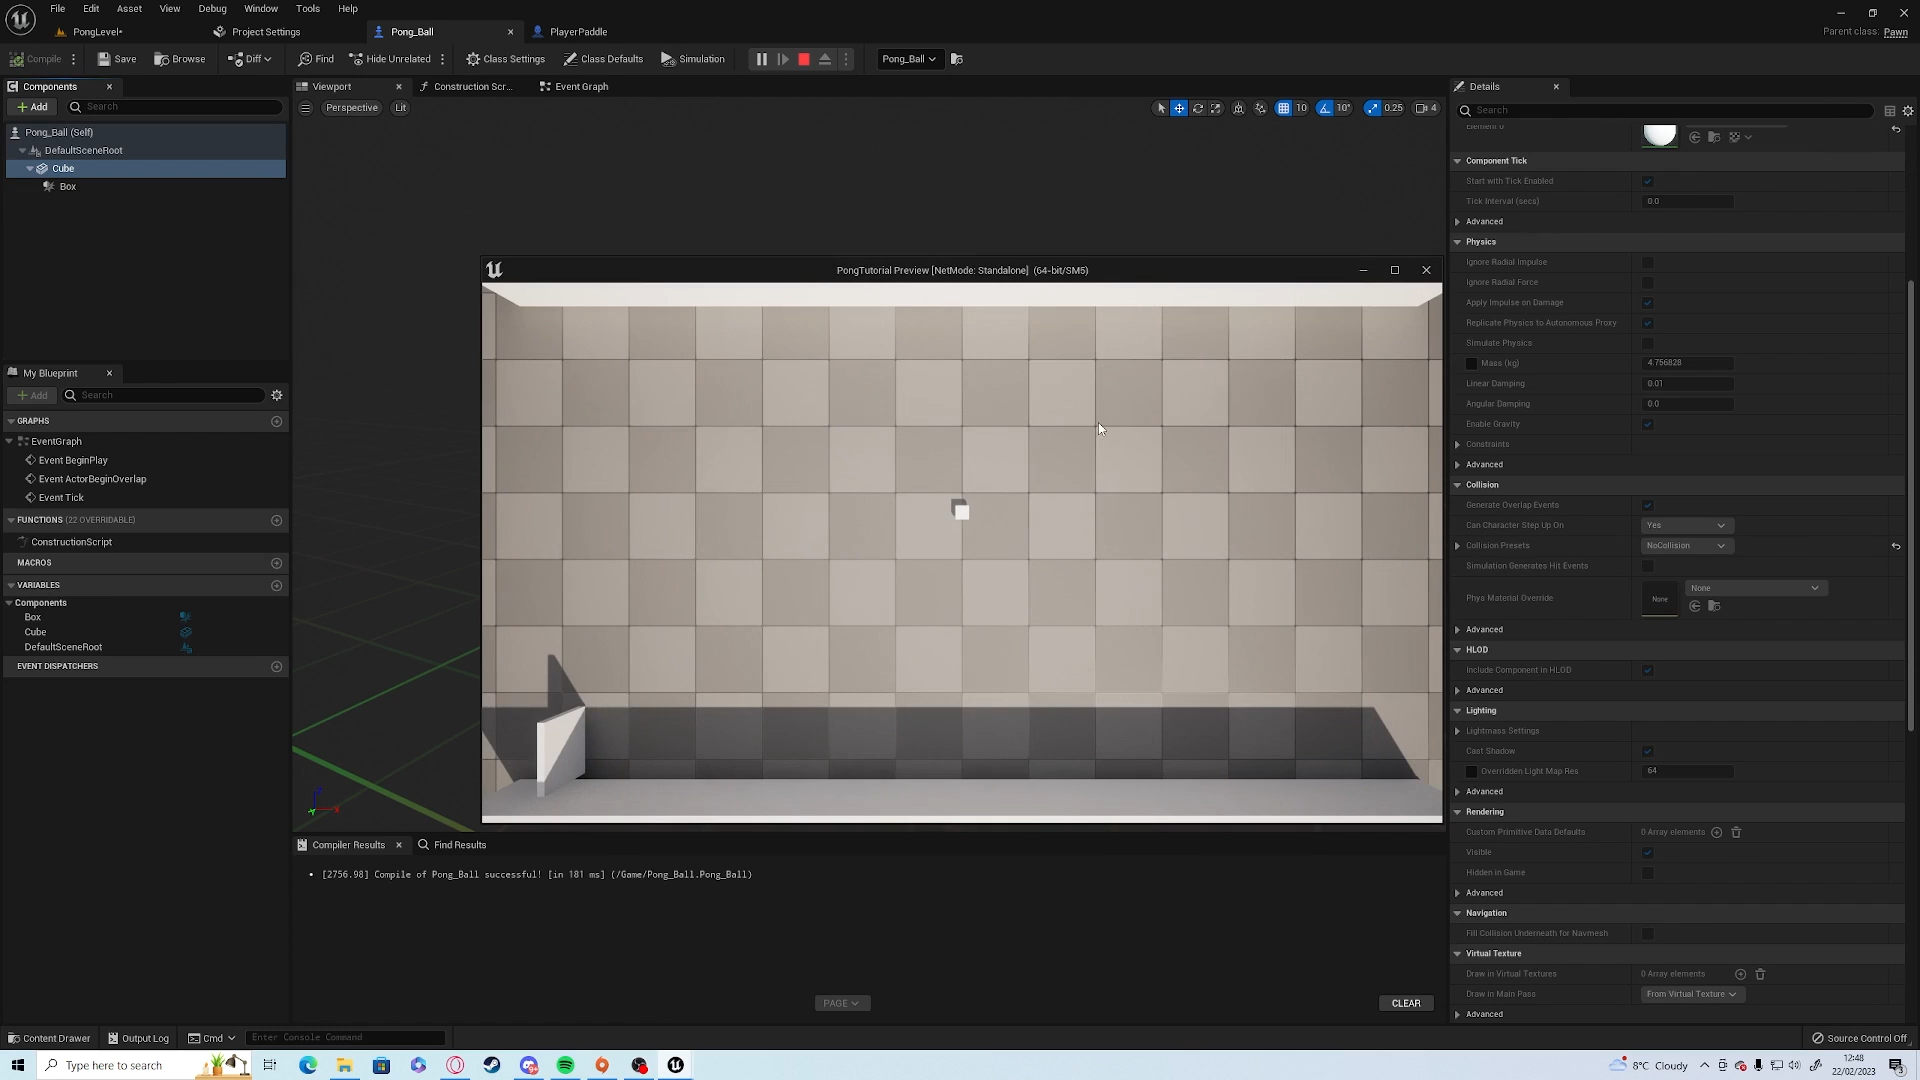 File Edit Asset View Debug Window Tools Help
PongLevel• Project Settings Pong_Ball PlayerPaddle
Parent class: Pawn
Compile Save Browse Diff Find Hide Unrelated Class Settings Class Defaults Simulation Pong_Ball
Components
Add Search
Pong_Ball (Self)
DefaultSceneRoot
Cube
Box
My Blueprint
Add Search
GRAPHS
EventGraph
Event BeginPlay
Event ActorBeginOverlap
Event Tick
FUNCTIONS (22 OVERRIDABLE)
ConstructionScript
MACROS
VARIABLES
Components
Box
Cube
DefaultSceneRoot
EVENT DISPATCHERS
Viewport Construction Scr... Event Graph
Perspective Lit 10 10° 0.25 4
PongTutorial Preview [NetMode: Standalone] (64-bit/SM5)
Compiler Results Find Results
• [2756.98] Compile of Pong_Ball successful! [in 181 ms] (/Game/Pong_Ball.Pong_Ball)
PAGE CLEAR
Details
Search
Element 0
Component Tick
Start with Tick Enabled
Tick Interval (secs) 0.0
Advanced
Physics
Ignore Radial Impulse
Ignore Radial Force
Apply Impulse on Damage
Replicate Physics to Autonomous Proxy
Simulate Physics
Mass (kg) 4.756828
Linear Damping 0.01
Angular Damping 0.0
Enable Gravity
Constraints
Advanced
Collision
Generate Overlap Events
Can Character Step Up On Yes
Collision Presets NoCollision
Simulation Generates Hit Events
Phys Material Override None None
Advanced
HLOD
Include Component in HLOD
Advanced
Lighting
Lightmass Settings
Cast Shadow
Overridden Light Map Res 64
Advanced
Rendering
Custom Primitive Data Defaults 0 Array elements
Visible
Hidden in Game
Advanced
Navigation
Fill Collision Underneath for Navmesh
Virtual Texture
Draw in Virtual Textures 0 Array elements
Draw in Main Pass From Virtual Texture
Advanced
Content Drawer Output Log Cmd Enter Console Command Source Control Off
Type here to search 8°C Cloudy 12:48
22/02/2023